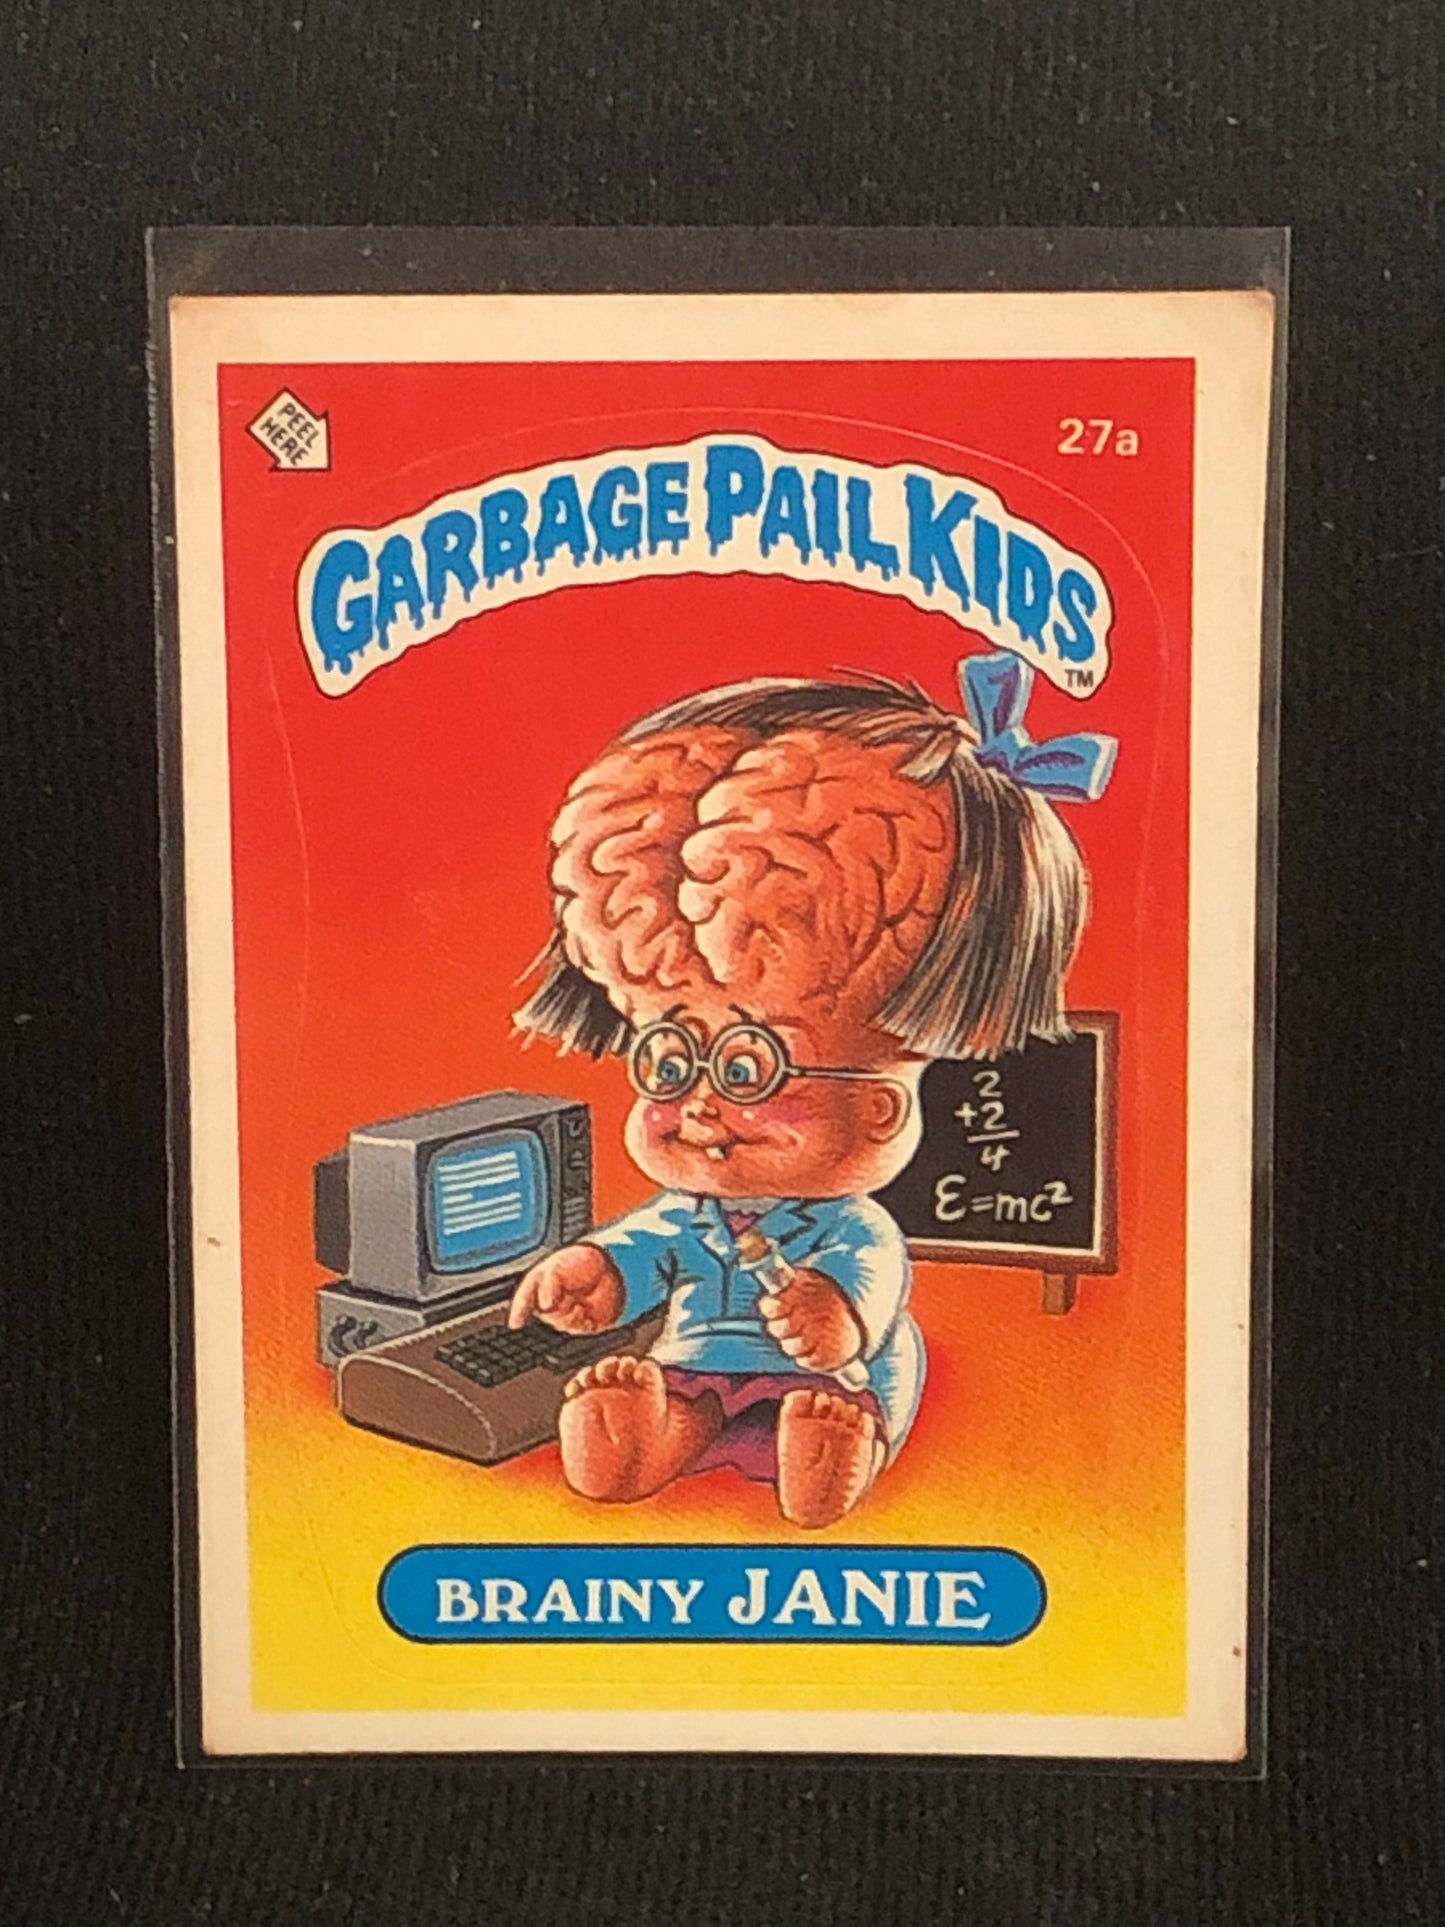 PEEL
HERE
27a
GARBAGE PAIL KIDS
TM
2
+2
4
E=mc²
BRAINY JANIE